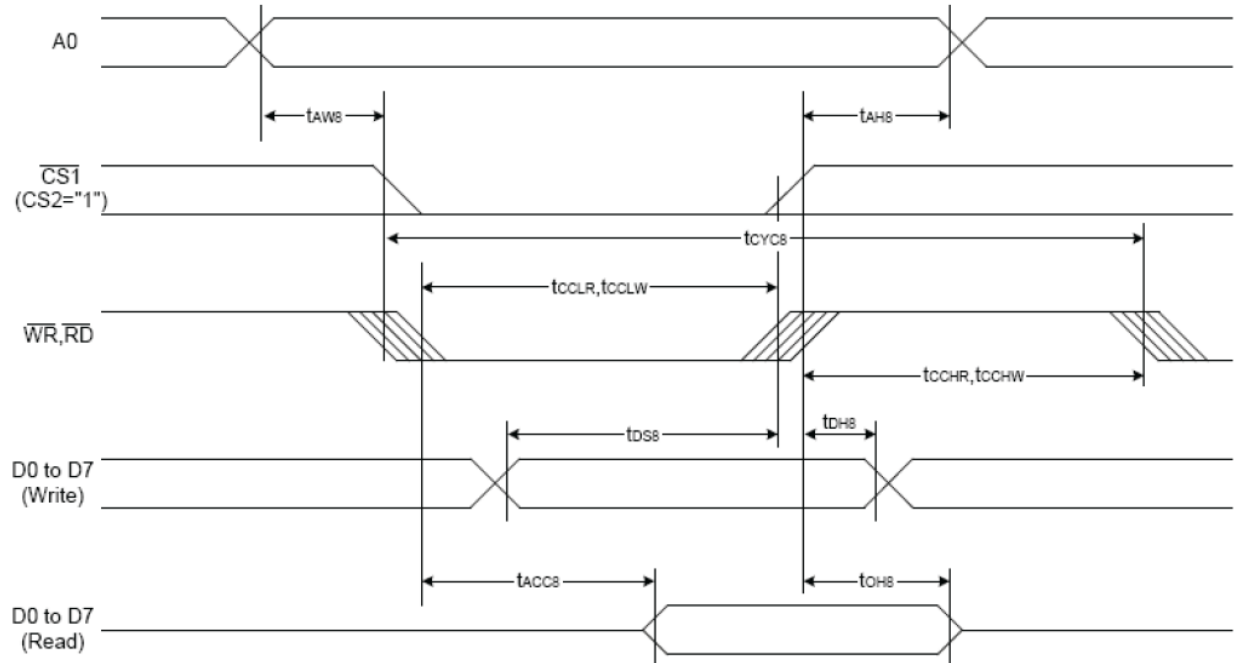 A0
tAW8
tAH8
CS1
(CS2="1")
tCYC8
tCCLR,tCCLW
WR,RD
tCCHR,tCCHW
tDS8
tDH8
D0 to D7
(Write)
tACC8
tOH8
D0 to D7
(Read)